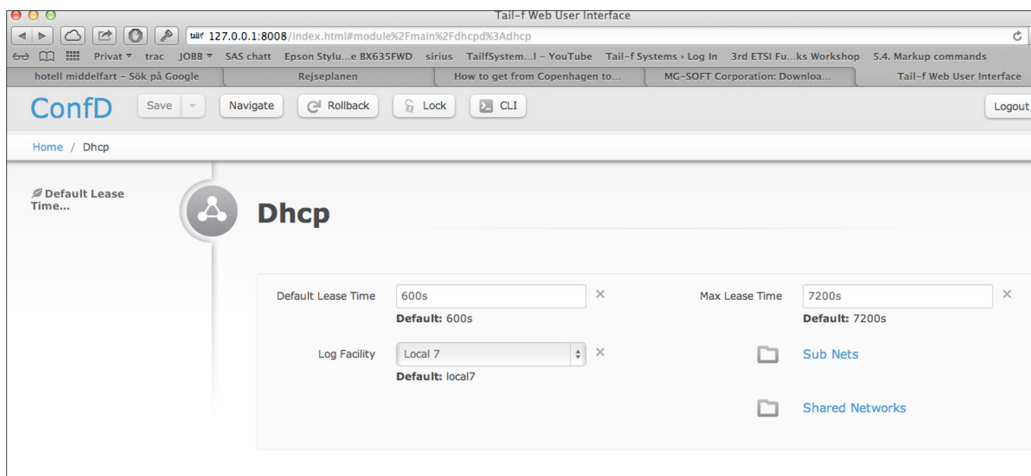 Tail-f Web User Interface
tailf 127.0.0.1:8008/index.html#module%2Fmain%2Fdhcpd%3Adhcp
Privat trac JOBB SAS chatt Epson Stylu...e BX635FWD sirius TailfSystem...l – YouTube Tail-f Systems › Log In 3rd ETSI Fu...ks Workshop 5.4. Markup commands
hotell middelfart – Sök på Google Rejseplanen How to get from Copenhagen to... MG-SOFT Corporation: Downloa... Tail-f Web User Interface
ConfD Save Navigate Rollback Lock CLI Logout
Home / Dhcp
Default Lease
Time...
Dhcp
Default Lease Time 600s Max Lease Time 7200s
Default: 600s Default: 7200s
Log Facility Local 7 Sub Nets
Default: local7
Shared Networks